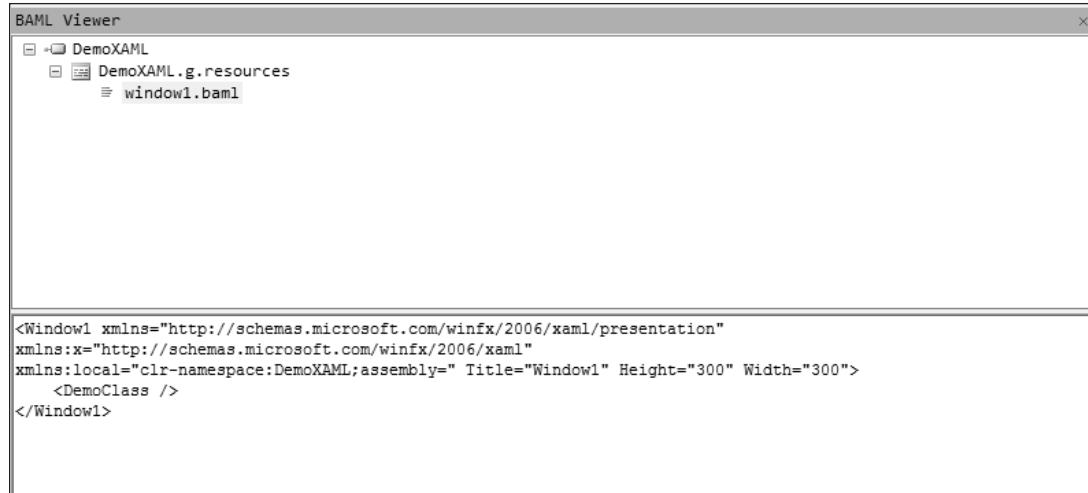 BAML Viewer
DemoXAML
DemoXAML.g.resources
window1.baml
<Window1 xmlns="http://schemas.microsoft.com/winfx/2006/xaml/presentation"
xmlns:x="http://schemas.microsoft.com/winfx/2006/xaml"
xmlns:local="clr-namespace:DemoXAML;assembly=" Title="Window1" Height="300" Width="300">
    <DemoClass />
</Window1>